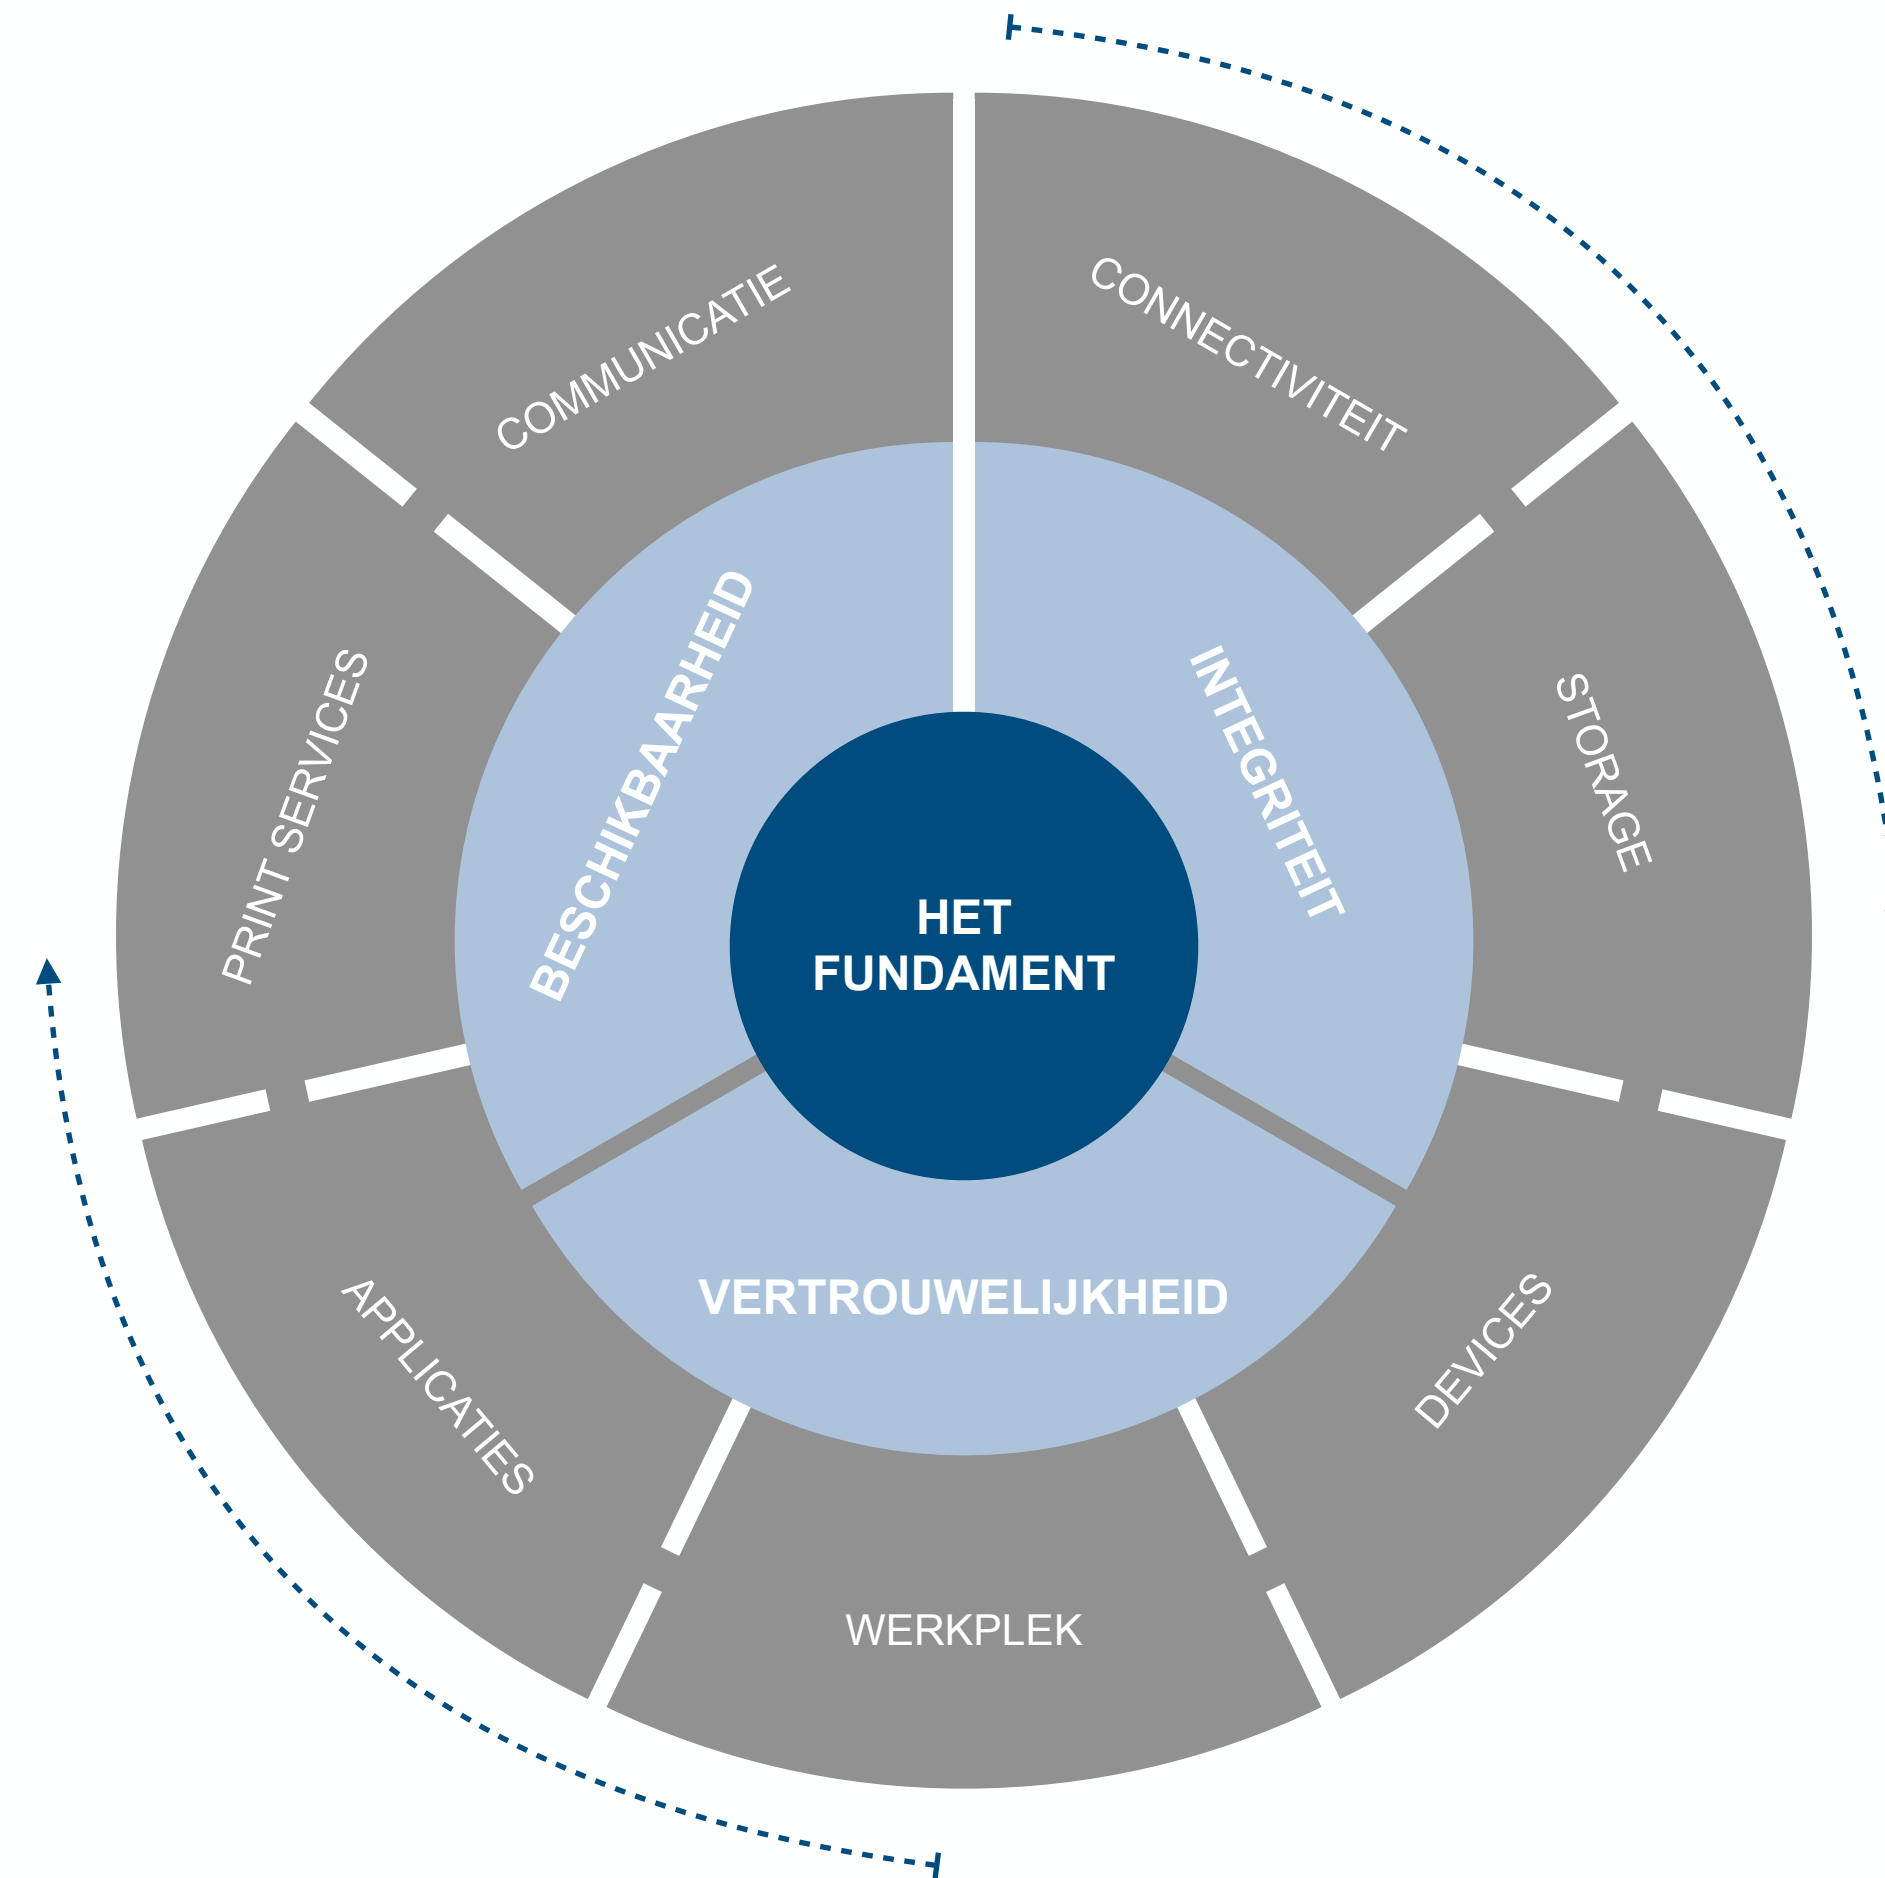 COMMUNICATIE
CONNECTIVITEIT
PRINT SERVICES
BESCHIKBAARHEID
INTEGRITEIT
STORAGE
HET
FUNDAMENT
VERTROUWELIJKHEID
APPLICATIES
DEVICES
WERKPLEK